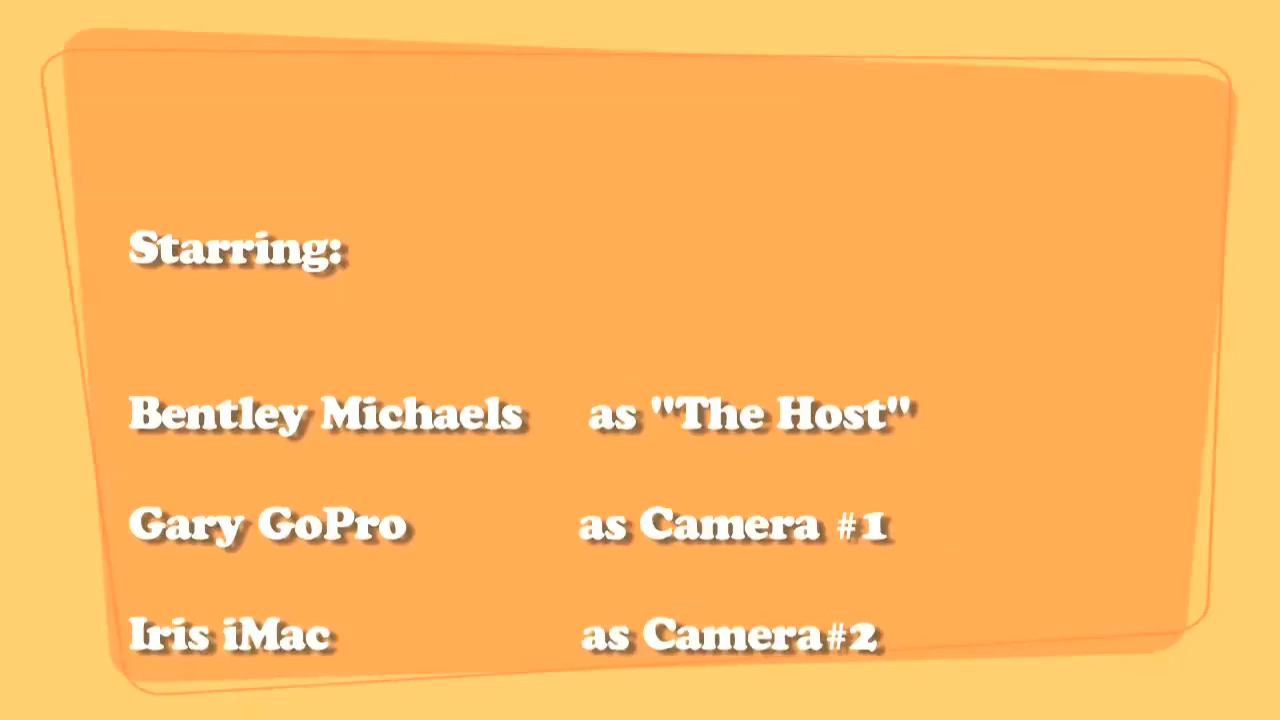 Starring:
Bentley Michaels as "The Host"
Gary GoPro as Camera #1
Iris iMac as Camera#2